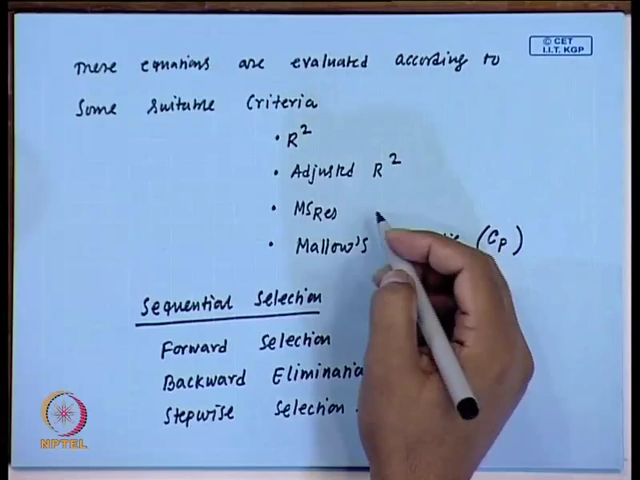 © CET
I.I.T. KGP
These equations are evaluated according to
Some suitable Criteria
• R²
• Adjusted R²
• MSRes
• Mallow's (Cp)
Sequential Selection
Forward Selection
Backward Elimination
Stepwise Selection.
NPTEL